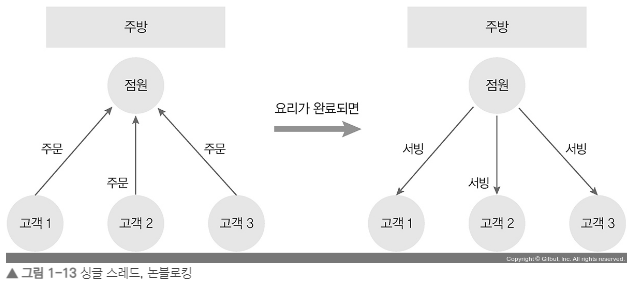 주방
주방
점원
점원
요리가 완료되면
주문
주문
주문
서빙
서빙
서빙
고객 1
고객 2
고객 3
고객 1
고객 2
고객 3
Copyright © Gilbut, Inc. All rights reserved.
▲ 그림 1-13 싱글 스레드, 논블로킹